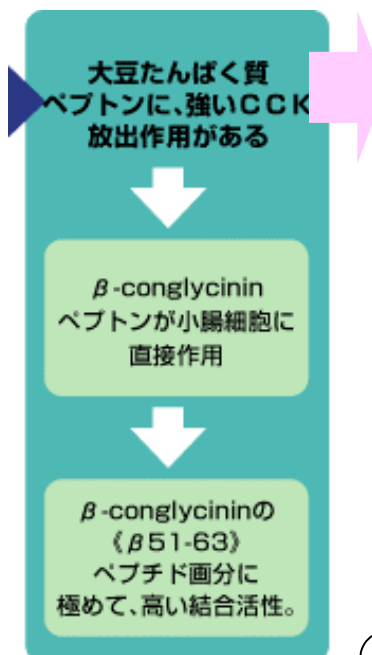 大豆たんぱく質
ペプトンに、強いCCK
放出作用がある
β-conglycinin
ペプトンが小腸細胞に
直接作用
β-conglycininの
《β51-63》
ペプチド画分に
極めて、高い結合活性。